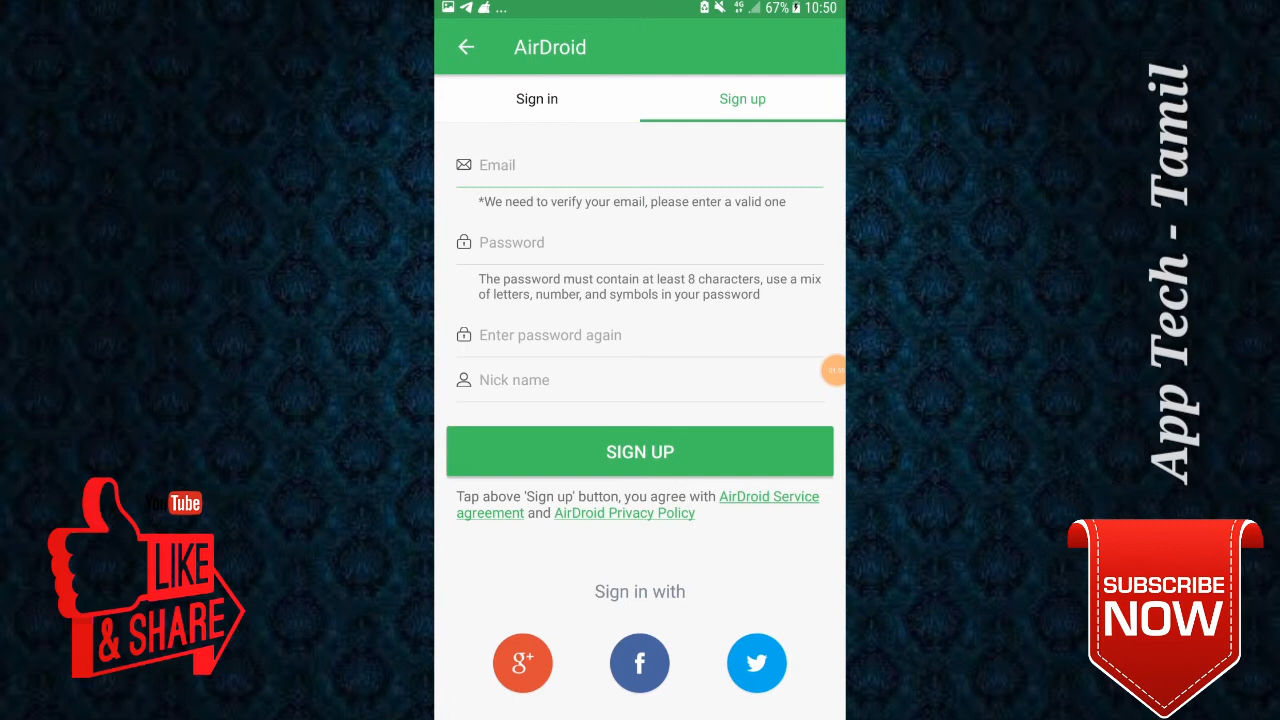 ... 4G 67% 10:50
AirDroid
Sign in
Sign up
Email
*We need to verify your email, please enter a valid one
Password
The password must contain at least 8 characters, use a mix
of letters, number, and symbols in your password
Enter password again
Nick name
SIGN UP
Tap above 'Sign up' button, you agree with AirDroid Service
agreement and AirDroid Privacy Policy
Sign in with
g+
f
YouTube
LIKE
& SHARE
App Tech - Tamil
SUBSCRIBE
NOW